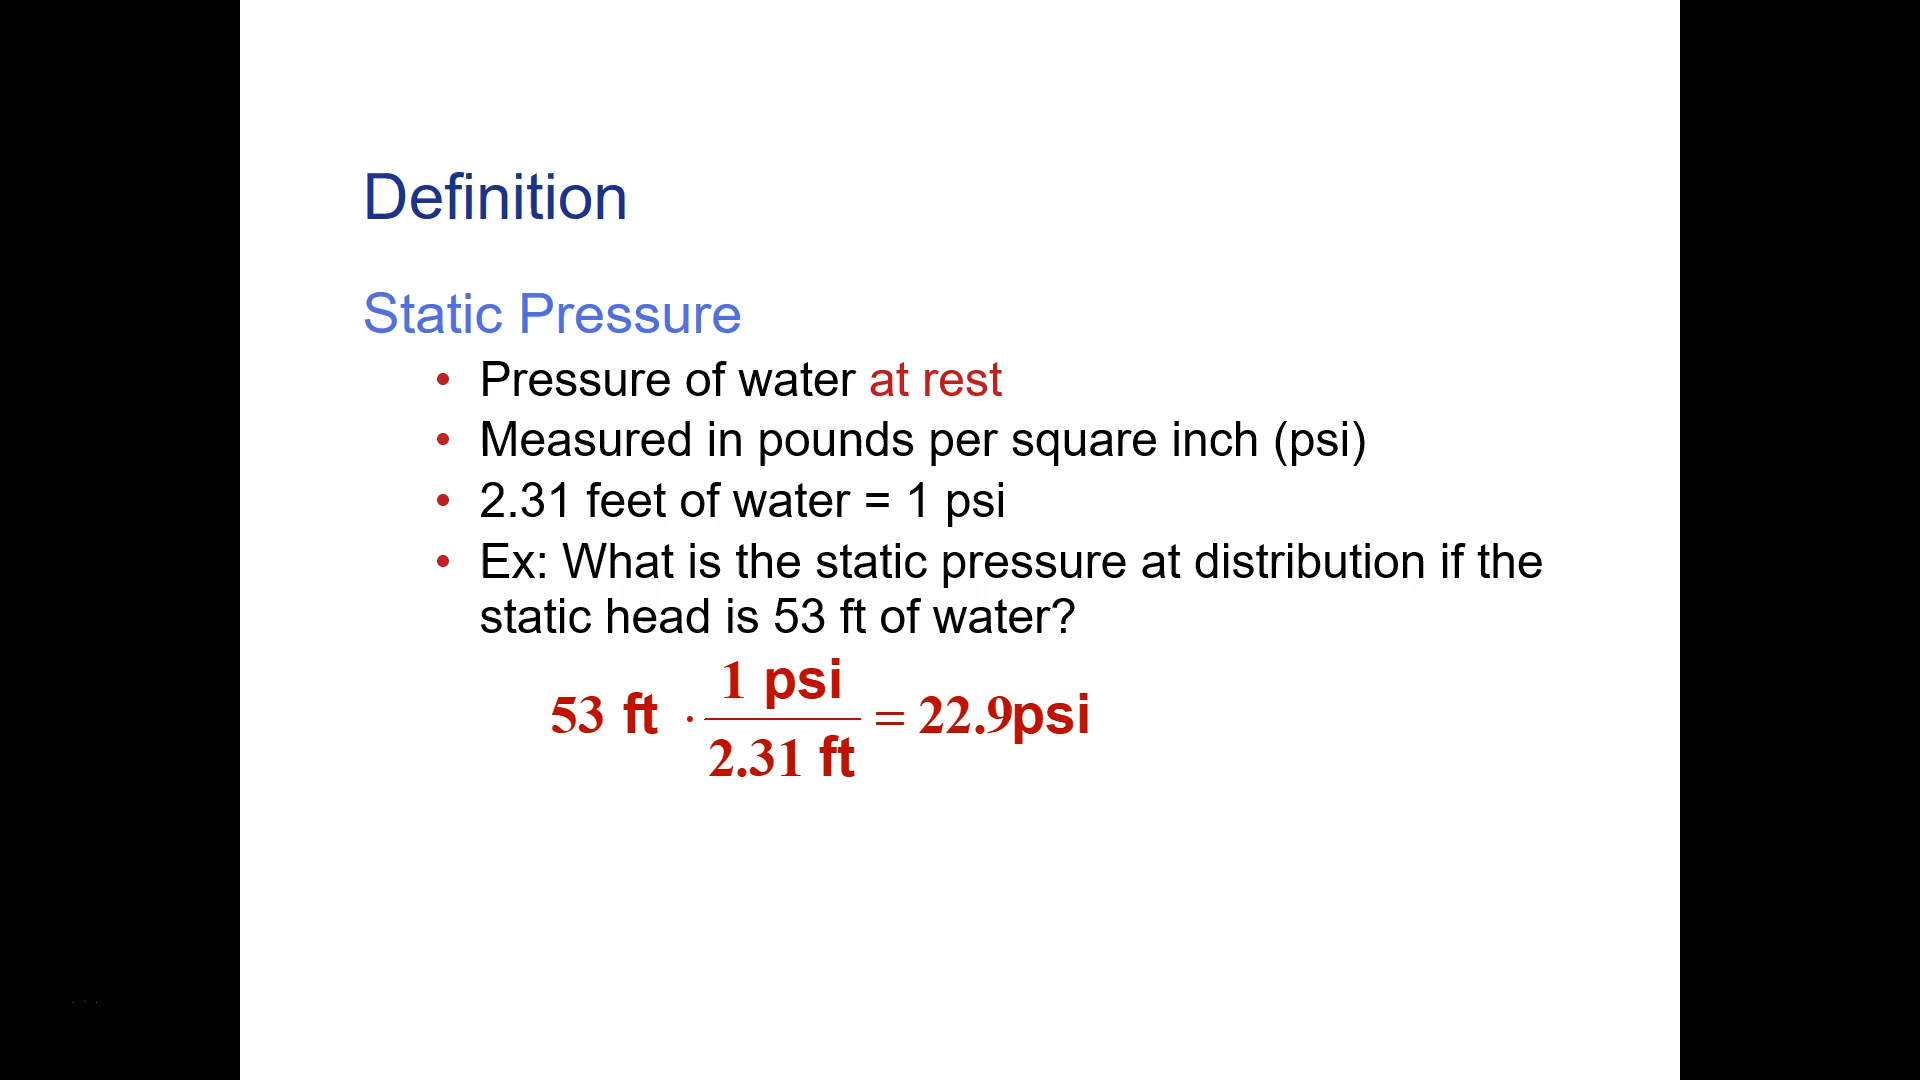 Definition
Static Pressure
• Pressure of water at rest
• Measured in pounds per square inch (psi)
• 2.31 feet of water = 1 psi
• Ex: What is the static pressure at distribution if the
static head is 53 ft of water?
53 ft · 1 psi / 2.31 ft = 22.9psi